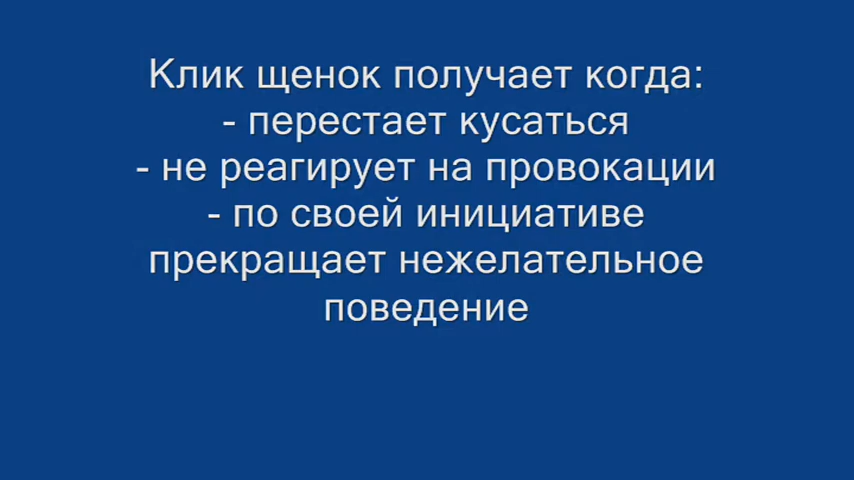 Клик щенок получает когда:
- перестает кусаться
- не реагирует на провокации
- по своей инициативе
прекращает нежелательное
поведение